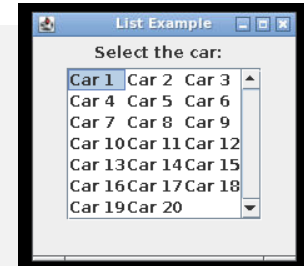 List Example
Select the car:
Car 1 Car 2 Car 3
Car 4 Car 5 Car 6
Car 7 Car 8 Car 9
Car 10 Car 11 Car 12
Car 13 Car 14 Car 15
Car 16 Car 17 Car 18
Car 19 Car 20